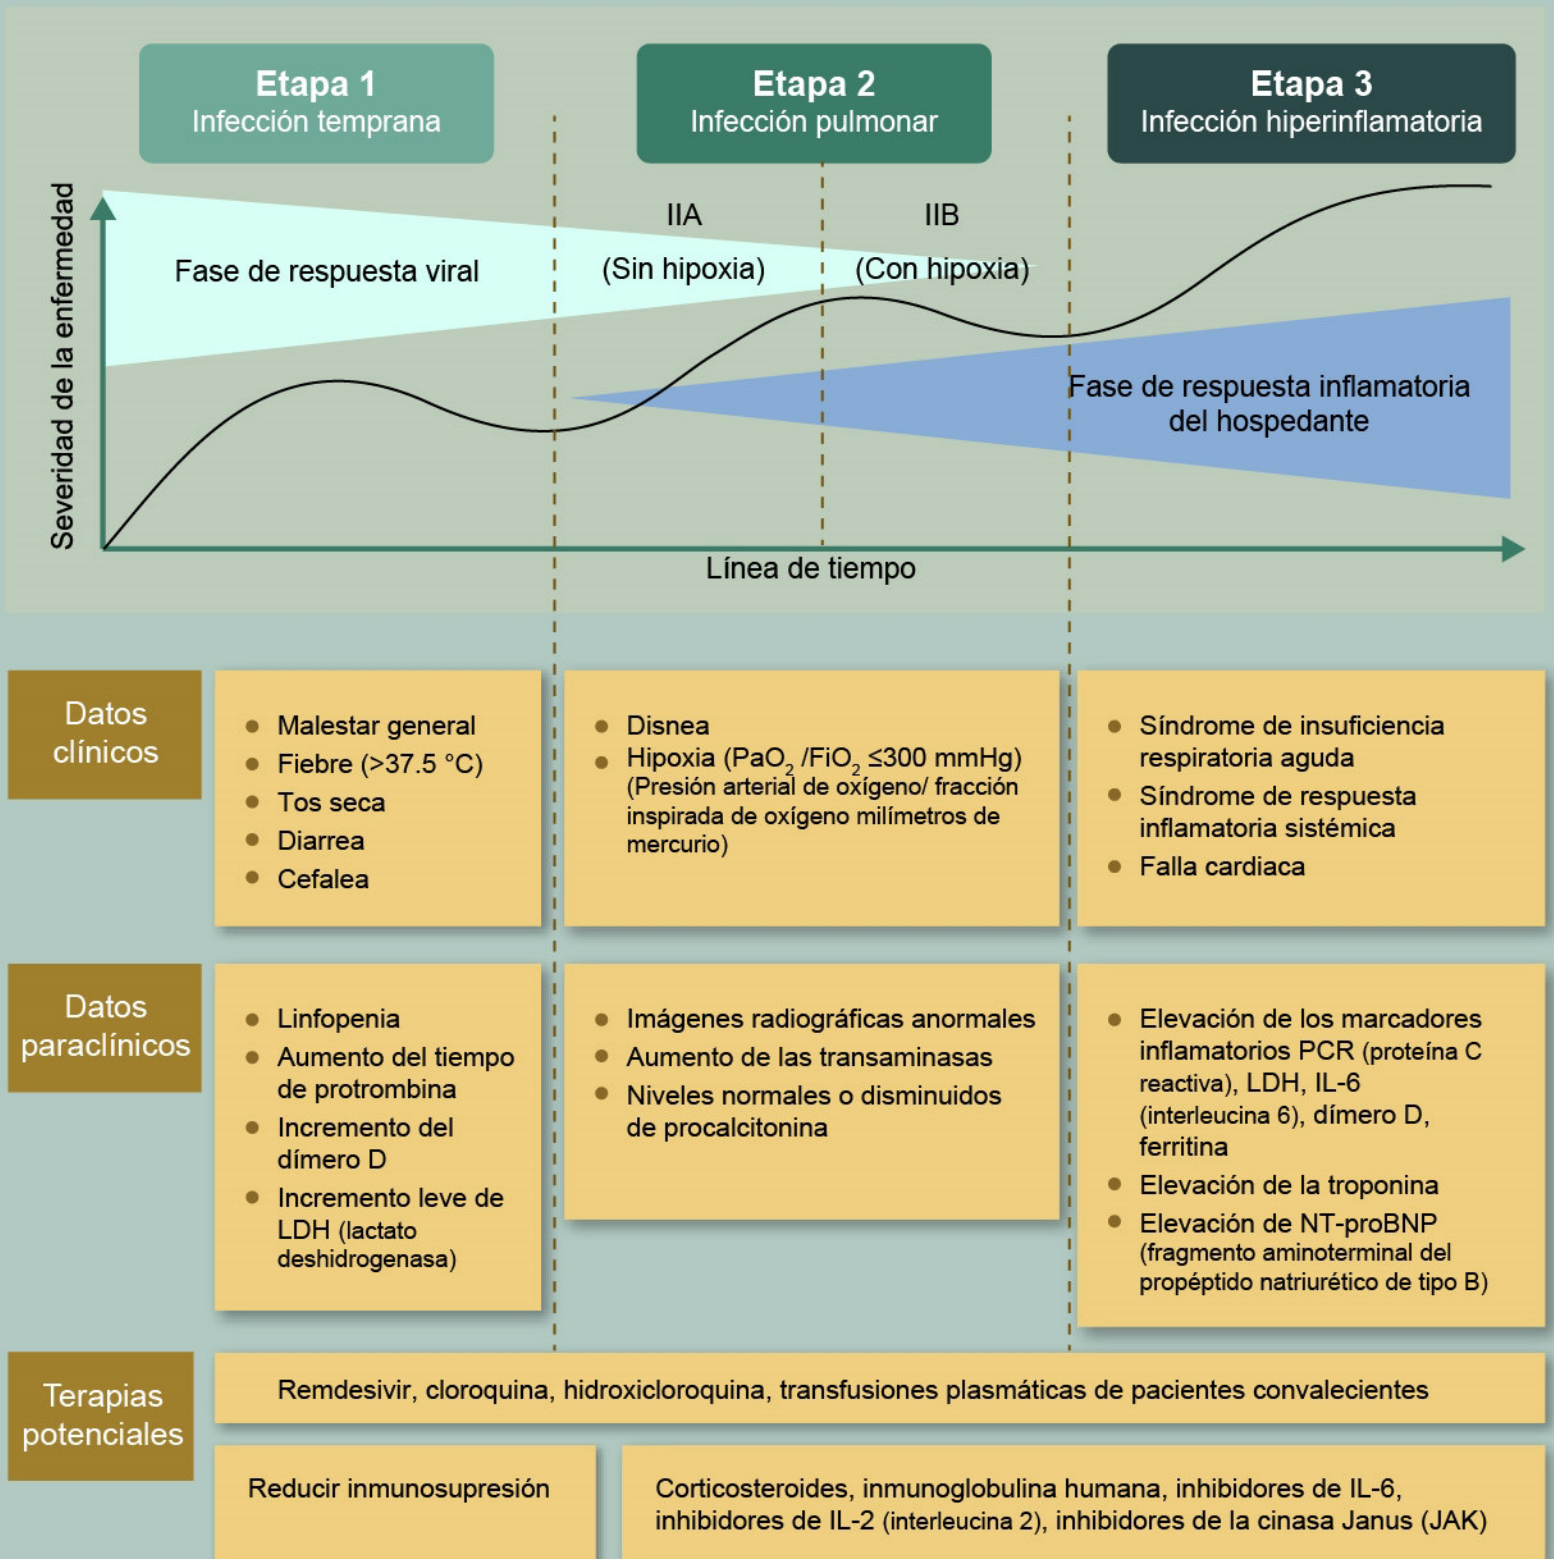 Etapa 1
Infección temprana
Etapa 2
Infección pulmonar
Etapa 3
Infección hiperinflamatoria
Severidad de la enfermedad
Fase de respuesta viral
IIA
(Sin hipoxia)
IIB
(Con hipoxia)
Fase de respuesta inflamatoria
del hospedante
Línea de tiempo
Datos
clínicos
Malestar general
Fiebre (>37.5 °C)
Tos seca
Diarrea
Cefalea
Disnea
Hipoxia (PaO₂ /FiO₂ ≤300 mmHg)
(Presión arterial de oxígeno/ fracción
inspirada de oxígeno milímetros de
mercurio)
Síndrome de insuficiencia
respiratoria aguda
Síndrome de respuesta
inflamatoria sistémica
Falla cardiaca
Datos
paraclínicos
Linfopenia
Aumento del tiempo
de protrombina
Incremento del
dímero D
Incremento leve de
LDH (lactato
deshidrogenasa)
Imágenes radiográficas anormales
Aumento de las transaminasas
Niveles normales o disminuidos
de procalcitonina
Elevación de los marcadores
inflamatorios PCR (proteína C
reactiva), LDH, IL-6
(interleucina 6), dímero D,
ferritina
Elevación de la troponina
Elevación de NT-proBNP
(fragmento aminoterminal del
propéptido natriurético de tipo B)
Terapias
potenciales
Remdesivir, cloroquina, hidroxicloroquina, transfusiones plasmáticas de pacientes convalecientes
Reducir inmunosupresión
Corticosteroides, inmunoglobulina humana, inhibidores de IL-6,
inhibidores de IL-2 (interleucina 2), inhibidores de la cinasa Janus (JAK)